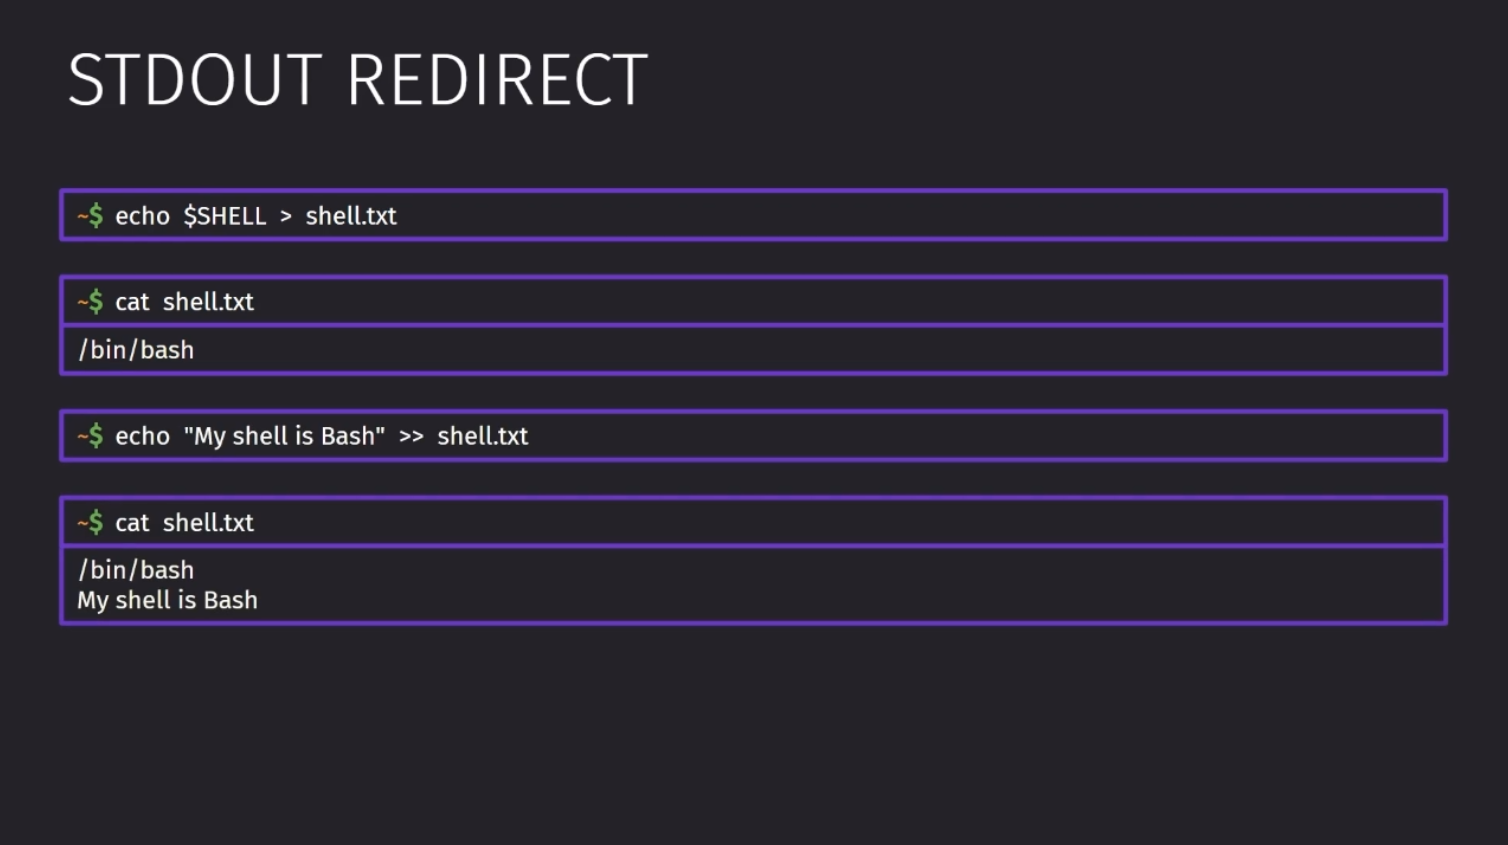 STDOUT REDIRECT
~$ echo $SHELL > shell.txt
~$ cat shell.txt
/bin/bash
~$ echo "My shell is Bash" >> shell.txt
~$ cat shell.txt
/bin/bash
My shell is Bash